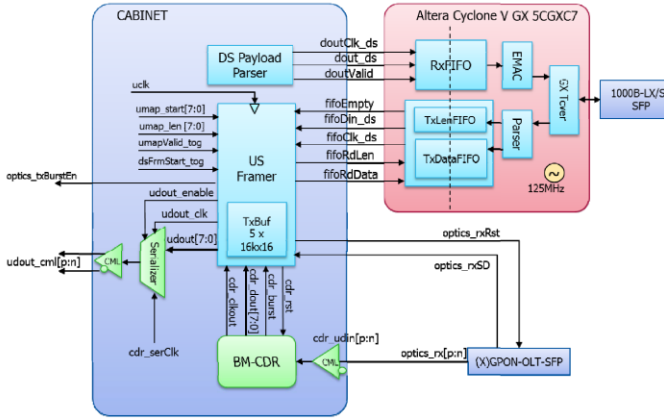 CABINET
Altera Cyclone V GX 5CGXC7
DS Payload
Parser
doutClk_ds
dout_ds
doutValid
RxFIFO
EMAC
GX Tcver
1000B-LX/S
SFP
uclk
umap_start[7:0]
umap_len [7:0]
umapValid_tog
dsFrmStart_tog
fifoEmpty
fifoDin_ds
fifoClk_ds
fifoRdLen
fifoRdData
TxLenFIFO
TxDataFIFO
Parser
125MHz
US
Framer
optics_txBurstEn
udout_enable
udout_clk
udout[7:0]
TxBuf
5 x
16kx16
optics_rxRst
optics_rxSD
udout_cml[p:n]
CML
Serializer
cdr_clkout
cdr_dout[7:0]
cdr_burst
cdr_rst
cdr_serClk
BM-CDR
cdr_udin[p:n]
CML
optics_rx[p:n]
(X)GPON-OLT-SFP